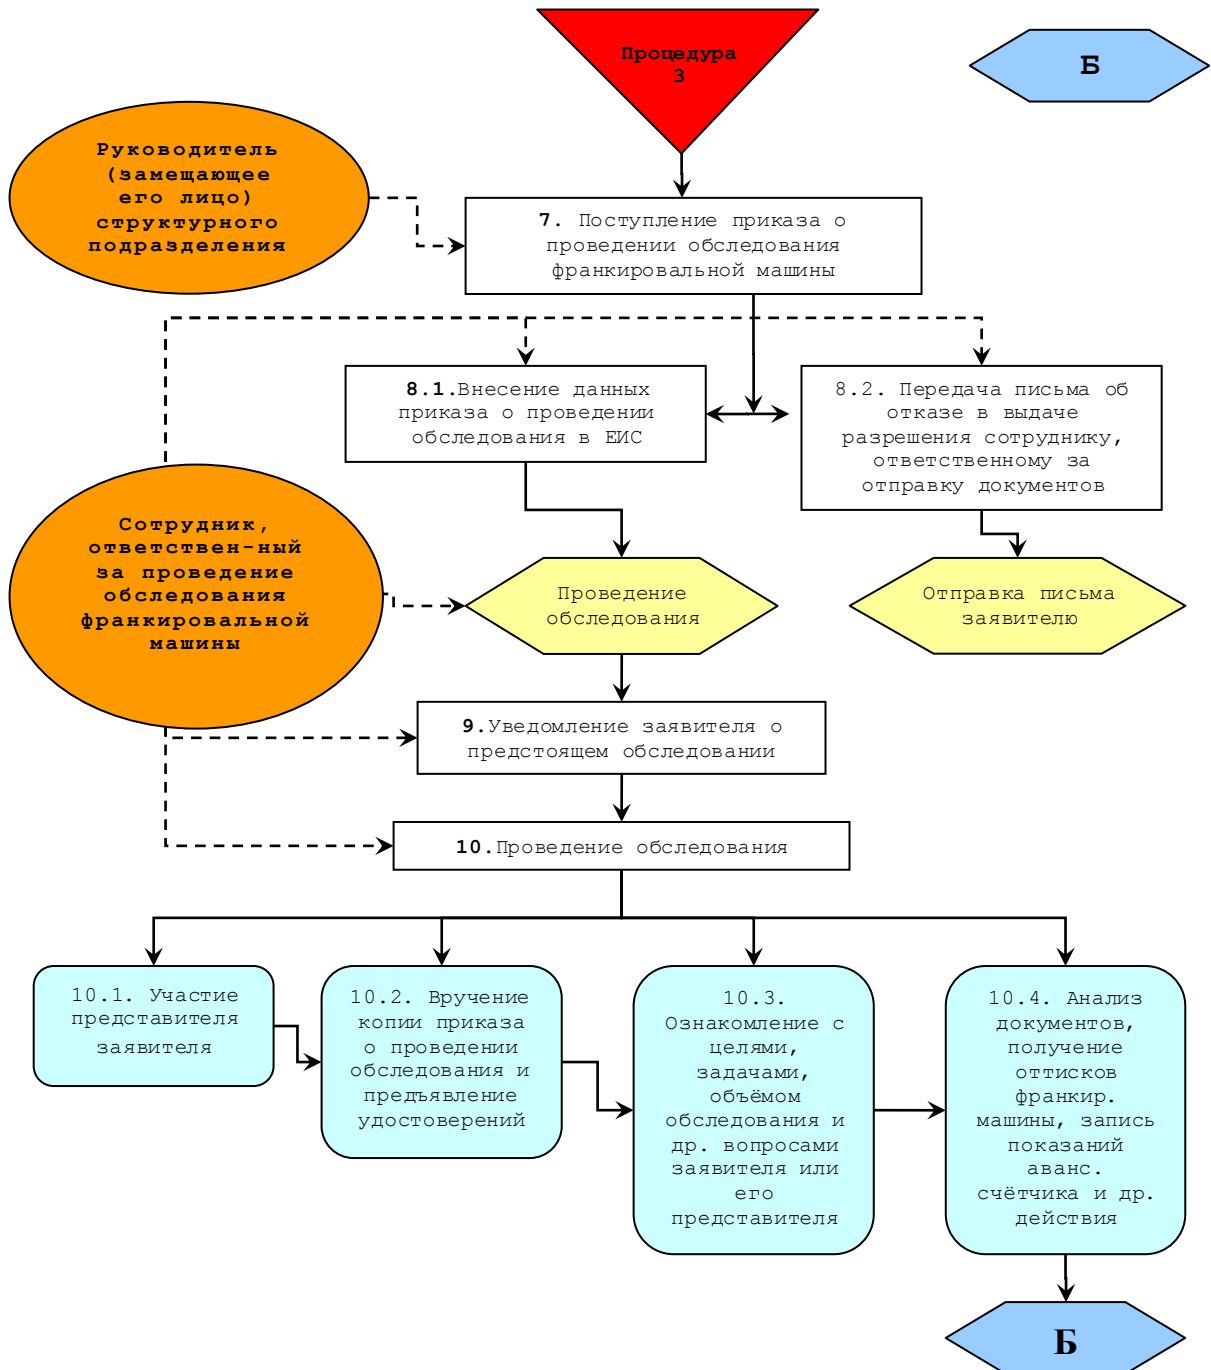 Процедура
3
Б
Руководитель
(замещающее
его лицо)
структурного
подразделения
7. Поступление приказа о
проведении обследования
франкировальной машины
8.1.Внесение данных
приказа о проведении
обследования в ЕИС
8.2. Передача письма об
отказе в выдаче
разрешения сотруднику,
ответственному за
отправку документов
Сотрудник,
ответствен-ный
за проведение
обследования
франкировальной
машины
Проведение
обследования
Отправка письма
заявителю
9.Уведомление заявителя о
предстоящем обследовании
10.Проведение обследования
10.1. Участие
представителя
заявителя
10.2. Вручение
копии приказа
о проведении
обследования и
предъявление
удостоверений
10.3.
Ознакомление с
целями,
задачами,
объёмом
обследования и
др. вопросами
заявителя или
его
представителя
10.4. Анализ
документов,
получение
оттисков
франкир.
машины, запись
показаний
аванс.
счётчика и др.
действия
Б